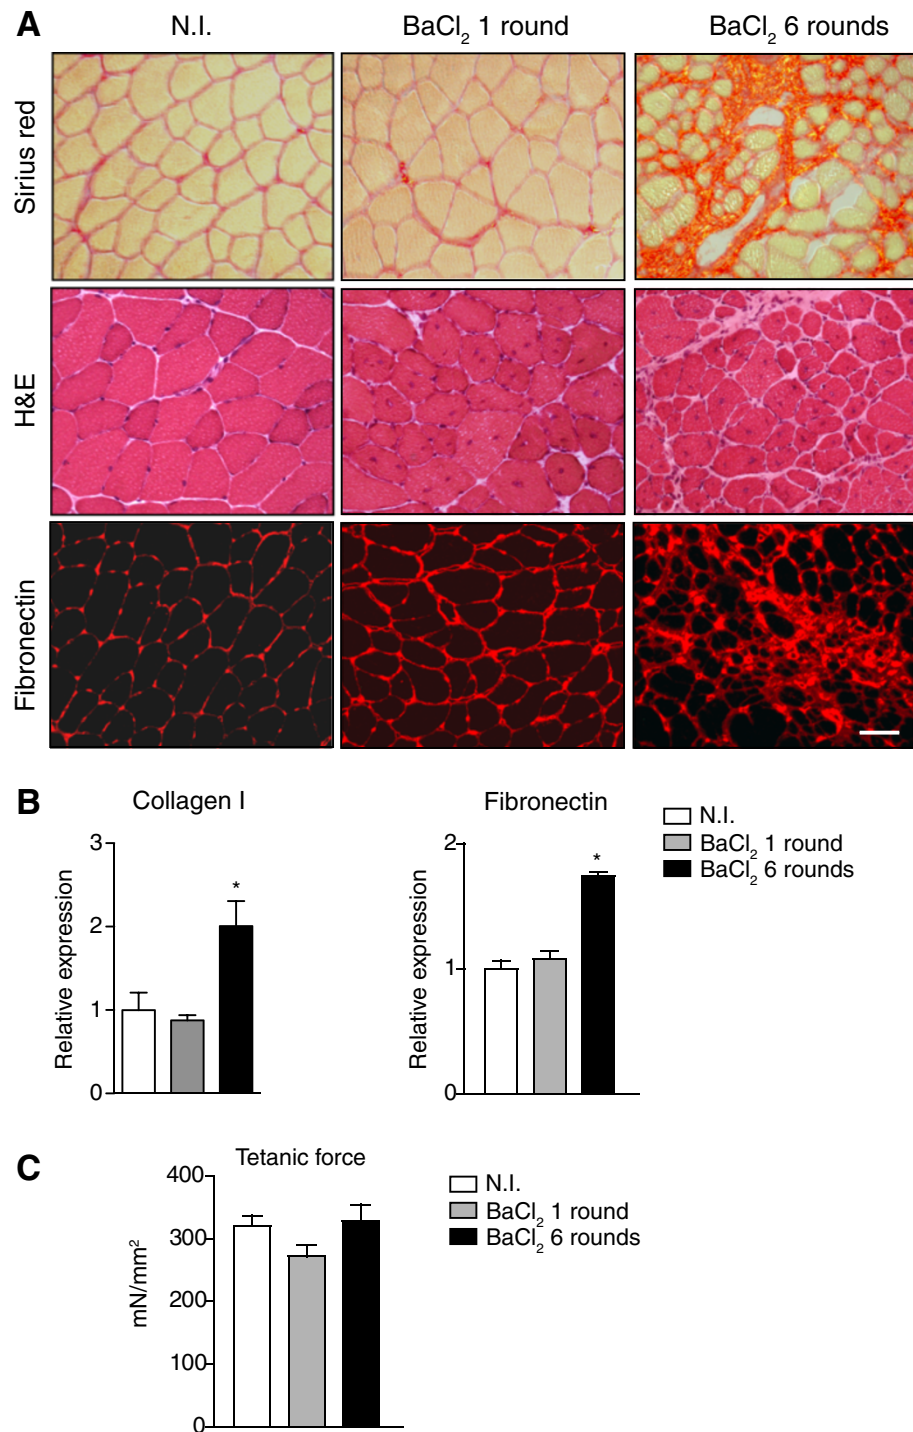 A
N.I.
BaCl2 1 round
BaCl2 6 rounds
Sirius red
H&E
Fibronectin
B
Collagen I
Relative expression
3
2
1
0
*
Fibronectin
Relative expression
2
1
0
*
N.I.
BaCl2 1 round
BaCl2 6 rounds
C
Tetanic force
mN/mm2
400
300
200
100
0
N.I.
BaCl2 1 round
BaCl2 6 rounds